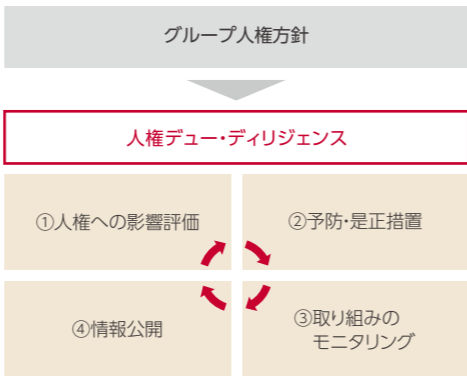 グループ人権方針
人権デュー・ディリジェンス
①人権への影響評価
②予防・是正措置
④情報公開
③取り組みの
モニタリング